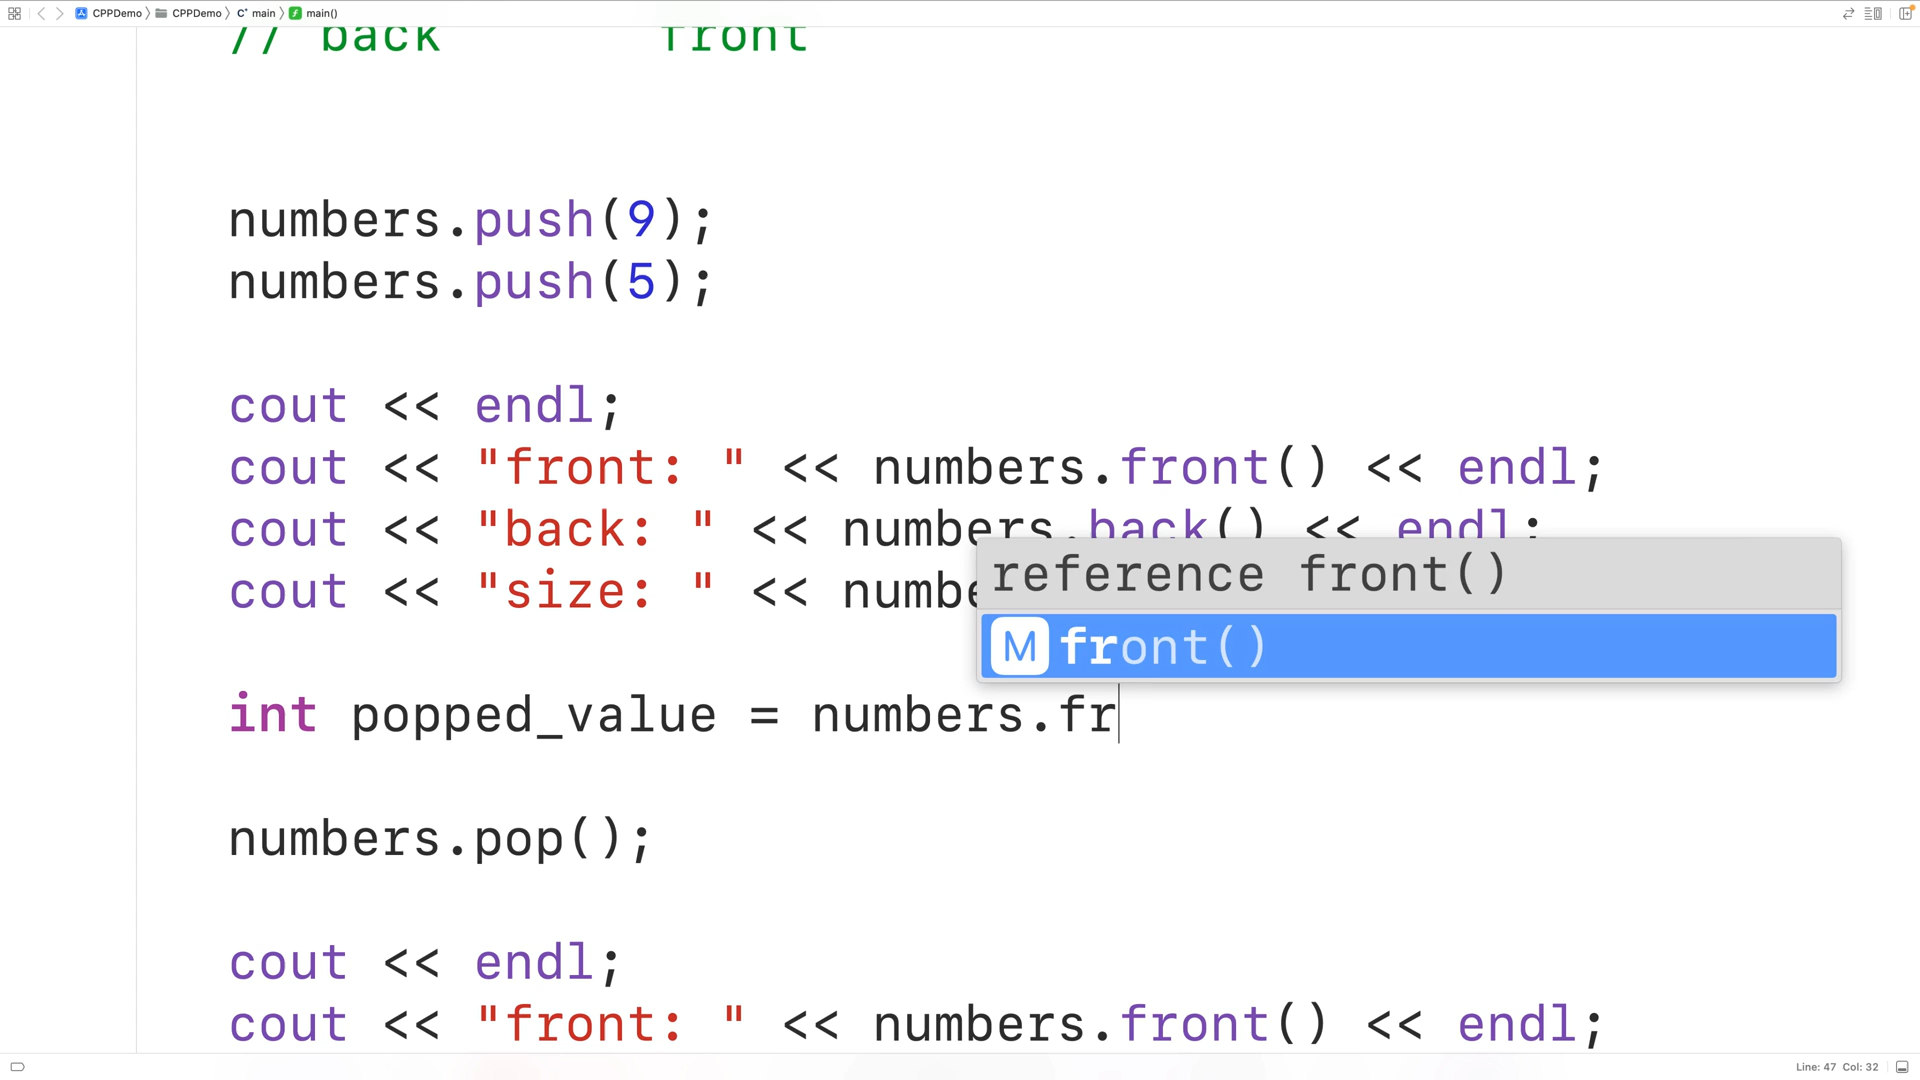 CPPDemo CPPDemo main main()
// back front
numbers.push(9);
numbers.push(5);
cout << endl;
cout << "front: " << numbers.front() << endl;
cout << "back: " << numbers.back() << endl;
cout << "size: " << numbe
reference front()
M front()
int popped_value = numbers.fr
numbers.pop();
cout << endl;
cout << "front: " << numbers.front() << endl;
Line: 47 Col: 32